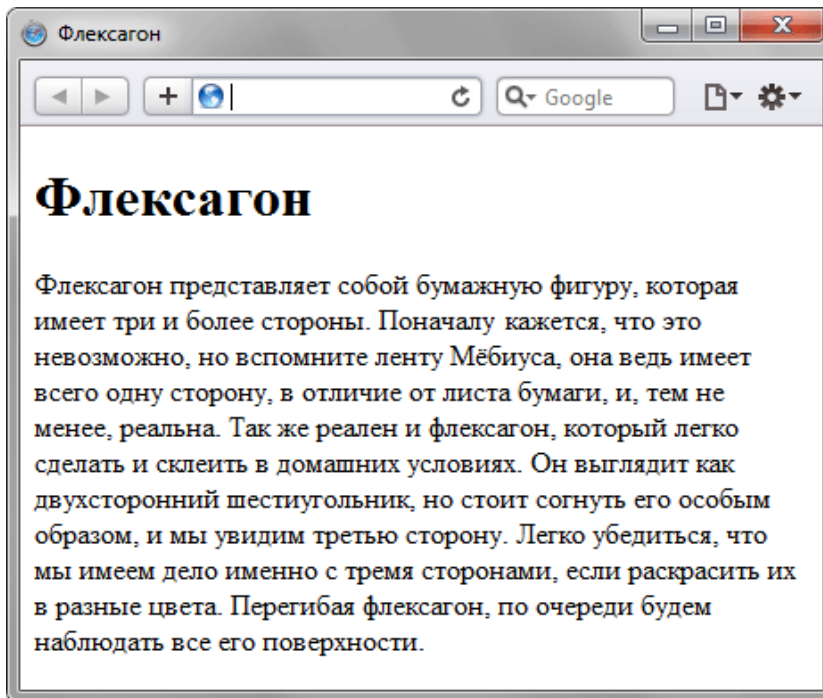 Флексагон
Google
Флексагон
Флексагон представляет собой бумажную фигуру, которая
имеет три и более стороны. Поначалу кажется, что это
невозможно, но вспомните ленту Мёбиуса, она ведь имеет
всего одну сторону, в отличие от листа бумаги, и, тем не
менее, реальна. Так же реален и флексагон, который легко
сделать и склеить в домашних условиях. Он выглядит как
двухсторонний шестиугольник, но стоит согнуть его особым
образом, и мы увидим третью сторону. Легко убедиться, что
мы имеем дело именно с тремя сторонами, если раскрасить их
в разные цвета. Перегибая флексагон, по очереди будем
наблюдать все его поверхности.